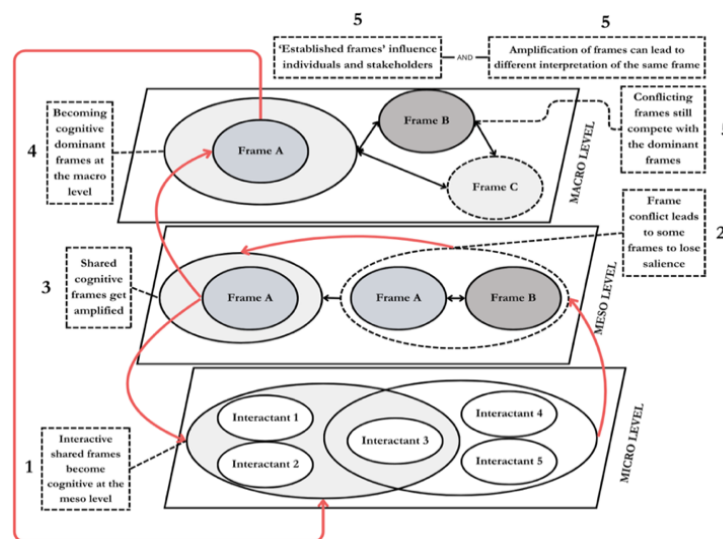 5
5
'Established frames' influence
individuals and stakeholders
AND
Amplification of frames can lead to
different interpretation of the same frame
4
Becoming
cognitive
dominant
frames at
the macro
level
Frame A
Frame B
Frame C
MACRO LEVEL
Conflicting
frames still
compete with
the dominant
frames
Frame
conflict leads
to some
frames to lose
salience
2
3
Shared
cognitive
frames get
amplified
Frame A
Frame A
Frame B
MESO LEVEL
1
Interactive
shared frames
become
cognitive at the
meso level
Interactant 1
Interactant 2
Interactant 3
Interactant 4
Interactant 5
MICRO LEVEL